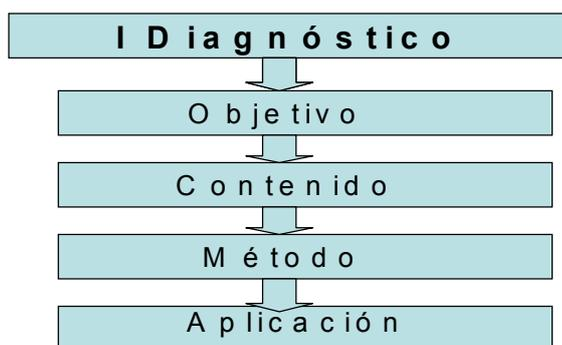 I Diagnóstico
Objetivo
Contenido
Método
Aplicación